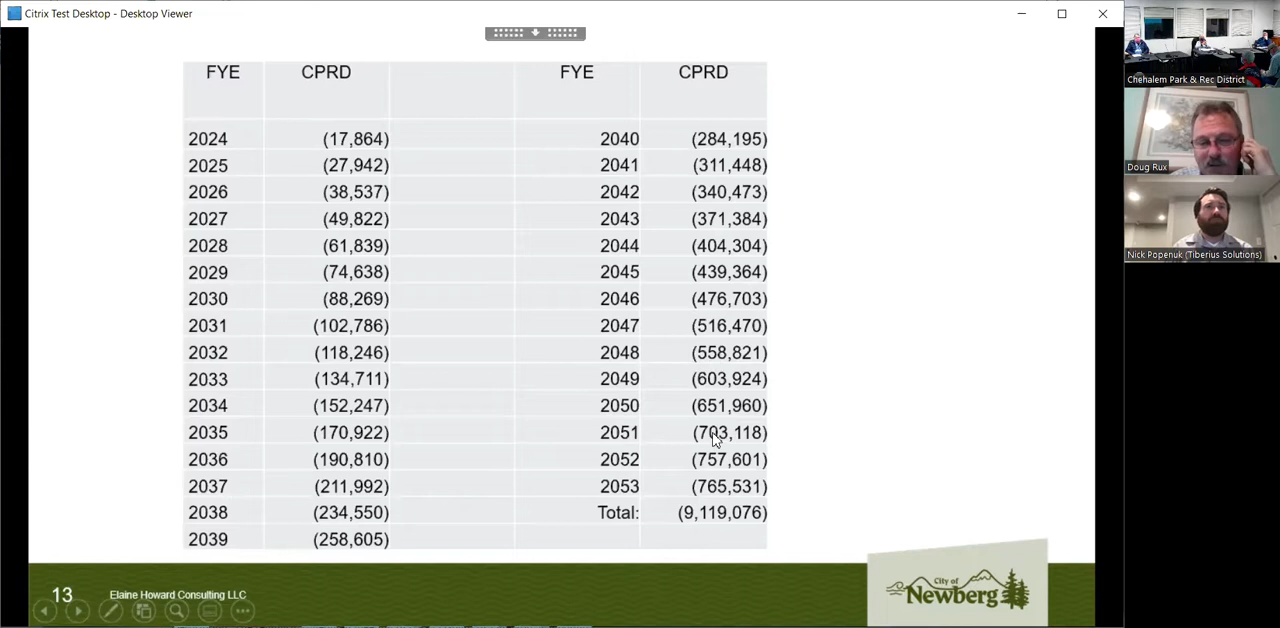 Citrix Test Desktop - Desktop Viewer
FYE CPRD FYE CPRD
2024 (17,864) 2040 (284,195)
2025 (27,942) 2041 (311,448)
2026 (38,537) 2042 (340,473)
2027 (49,822) 2043 (371,384)
2028 (61,839) 2044 (404,304)
2029 (74,638) 2045 (439,364)
2030 (88,269) 2046 (476,703)
2031 (102,786) 2047 (516,470)
2032 (118,246) 2048 (558,821)
2033 (134,711) 2049 (603,924)
2034 (152,247) 2050 (651,960)
2035 (170,922) 2051 (703,118)
2036 (190,810) 2052 (757,601)
2037 (211,992) 2053 (765,531)
2038 (234,550) Total: (9,119,076)
2039 (258,605)
13 Elaine Howard Consulting LLC
City of
Newberg
Chehalem Park & Rec District
Doug Rux
Nick Popenuk (Tiberius Solutions)